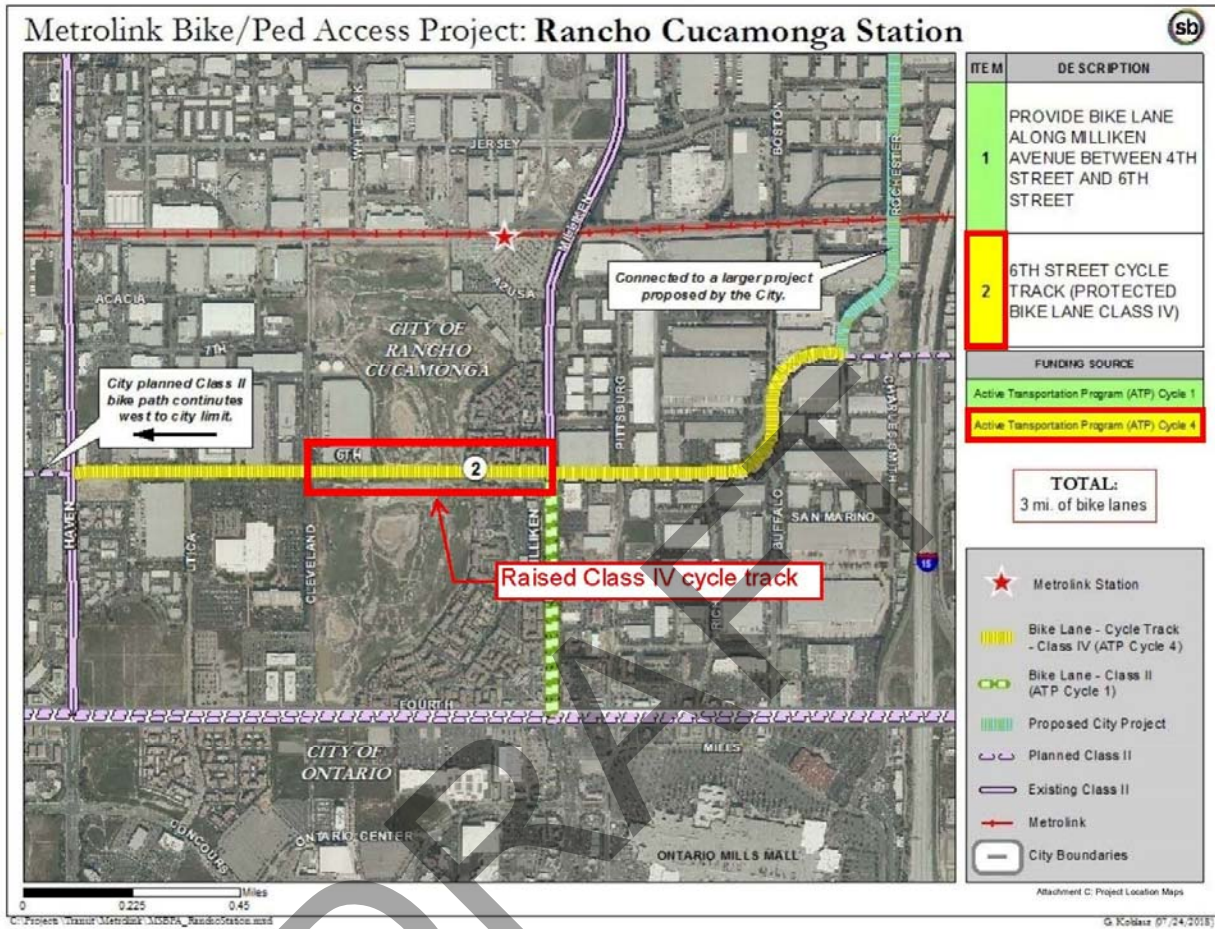 Metrolink Bike/Ped Access Project: Rancho Cucamonga Station
sb
WHITE OAK
JERSEY
BOSTON
ROCHESTER
MILLIKEN
AZUSA
ACACIA
7TH
CITY OF
RANCHO
CUCAMONGA
Connected to a larger project
proposed by the City.
City planned Class II
bike path continues
west to city limit.
PITTSBURG
CHARLES SMITH
6TH
2
HAVEN
UTICA
CLEVELAND
MILLIKEN
BUFFALO
SAN MARINO
15
Raised Class IV cycle track
RICH
FOURTH
CITY OF
ONTARIO
MILLS
CONCOURS
ONTARIO CENTER
ONTARIO MILLS MALL
ITEM
DESCRIPTION
1
PROVIDE BIKE LANE
ALONG MILLIKEN
AVENUE BETWEEN 4TH
STREET AND 6TH
STREET
2
6TH STREET CYCLE
TRACK (PROTECTED
BIKE LANE CLASS IV)
FUNDING SOURCE
Active Transportation Program (ATP) Cycle 1
Active Transportation Program (ATP) Cycle 4
TOTAL:
3 mi. of bike lanes
Metrolink Station
Bike Lane - Cycle Track
- Class IV (ATP Cycle 4)
Bike Lane - Class II
(ATP Cycle 1)
Proposed City Project
Planned Class II
Existing Class II
Metrolink
City Boundaries
Attachment C: Project Location Maps
Miles
0 0.225 0.45
C:\Projects\Transit\Metrolink\MSBPA_RanchoStation.mxd
DRAFT